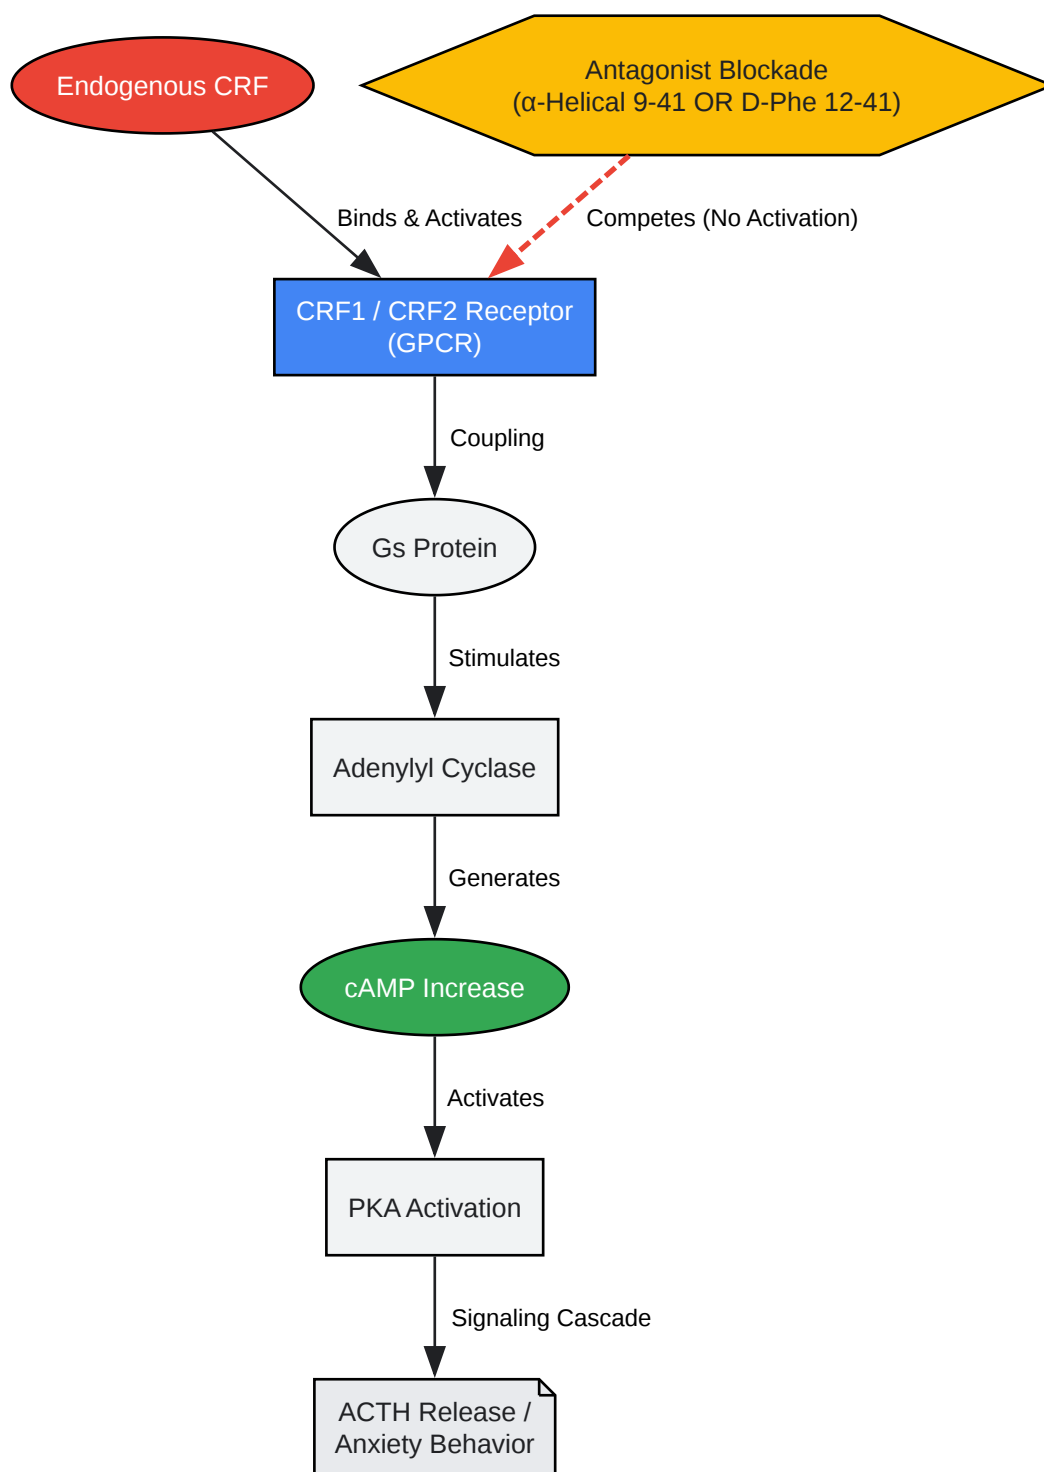 Endogenous CRF
Antagonist Blockade
(α-Helical 9-41 OR D-Phe 12-41)
Binds & Activates
Competes (No Activation)
CRF1 / CRF2 Receptor
(GPCR)
Coupling
Gs Protein
Stimulates
Adenylyl Cyclase
Generates
cAMP Increase
Activates
PKA Activation
Signaling Cascade
ACTH Release /
Anxiety Behavior